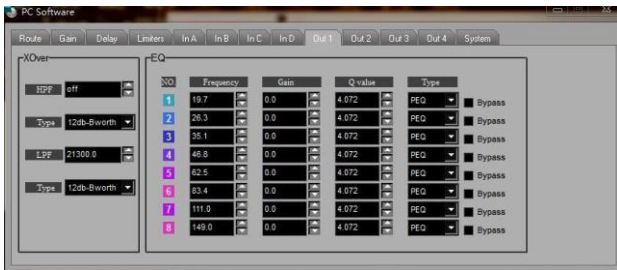 PC Software
Route Gain Delay Limiters In A In B In C In D Out 1 Out 2 Out 3 Out 4 System
XOver EQ
NO. Frequency Gain Q value Type
HPF off
1 19.7 0.0 4.072 PEQ Bypass
Type 12db-Bworth
2 26.3 0.0 4.072 PEQ Bypass
3 35.1 0.0 4.072 PEQ Bypass
LPF 21300.0
4 46.8 0.0 4.072 PEQ Bypass
5 62.5 0.0 4.072 PEQ Bypass
Type 12db-Bworth
6 83.4 0.0 4.072 PEQ Bypass
7 111.0 0.0 4.072 PEQ Bypass
8 149.0 0.0 4.072 PEQ Bypass